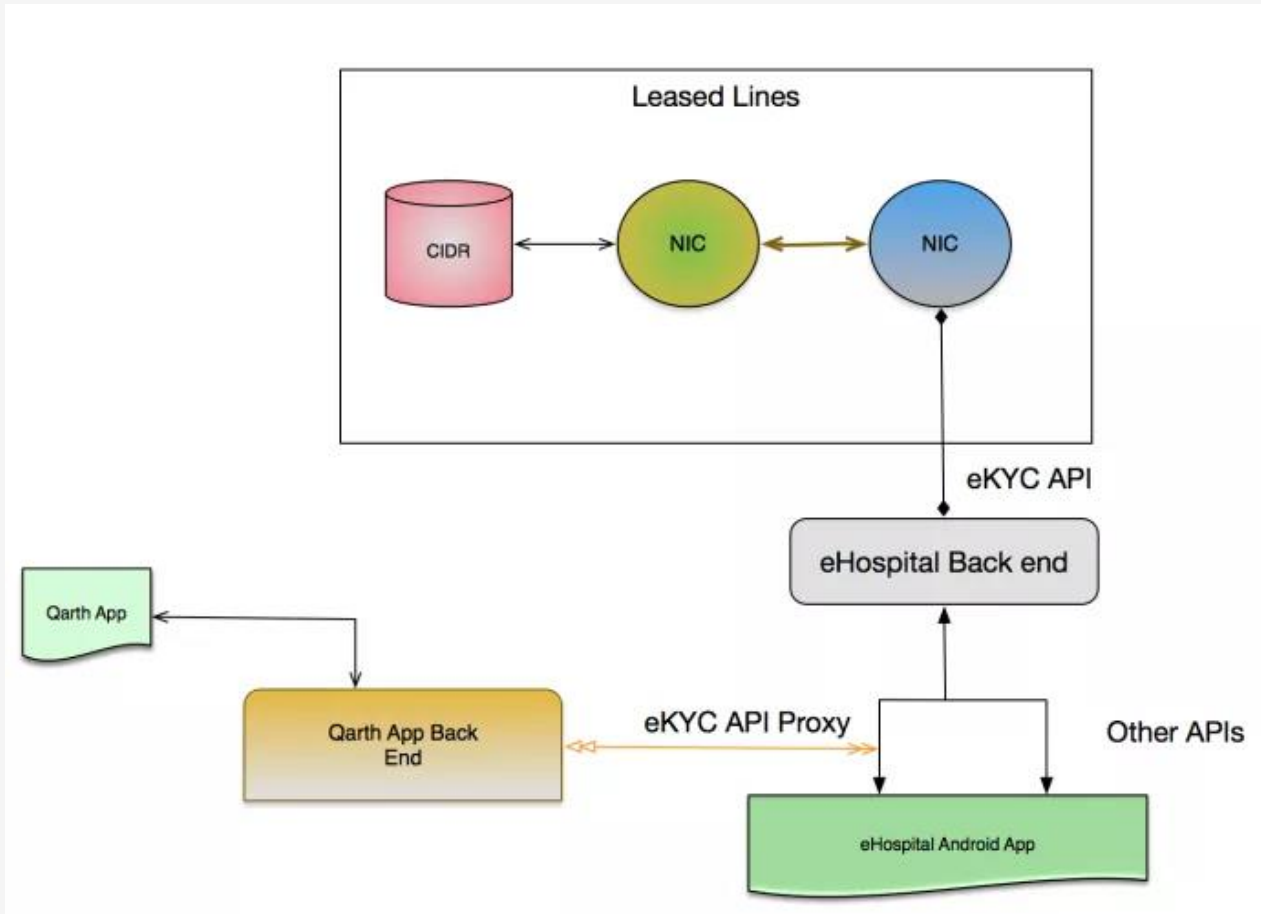 Leased Lines
CIDR
NIC
NIC
eKYC API
eHospital Back end
Qarth App
Qarth App Back
End
eKYC API Proxy
Other APIs
eHospital Android App